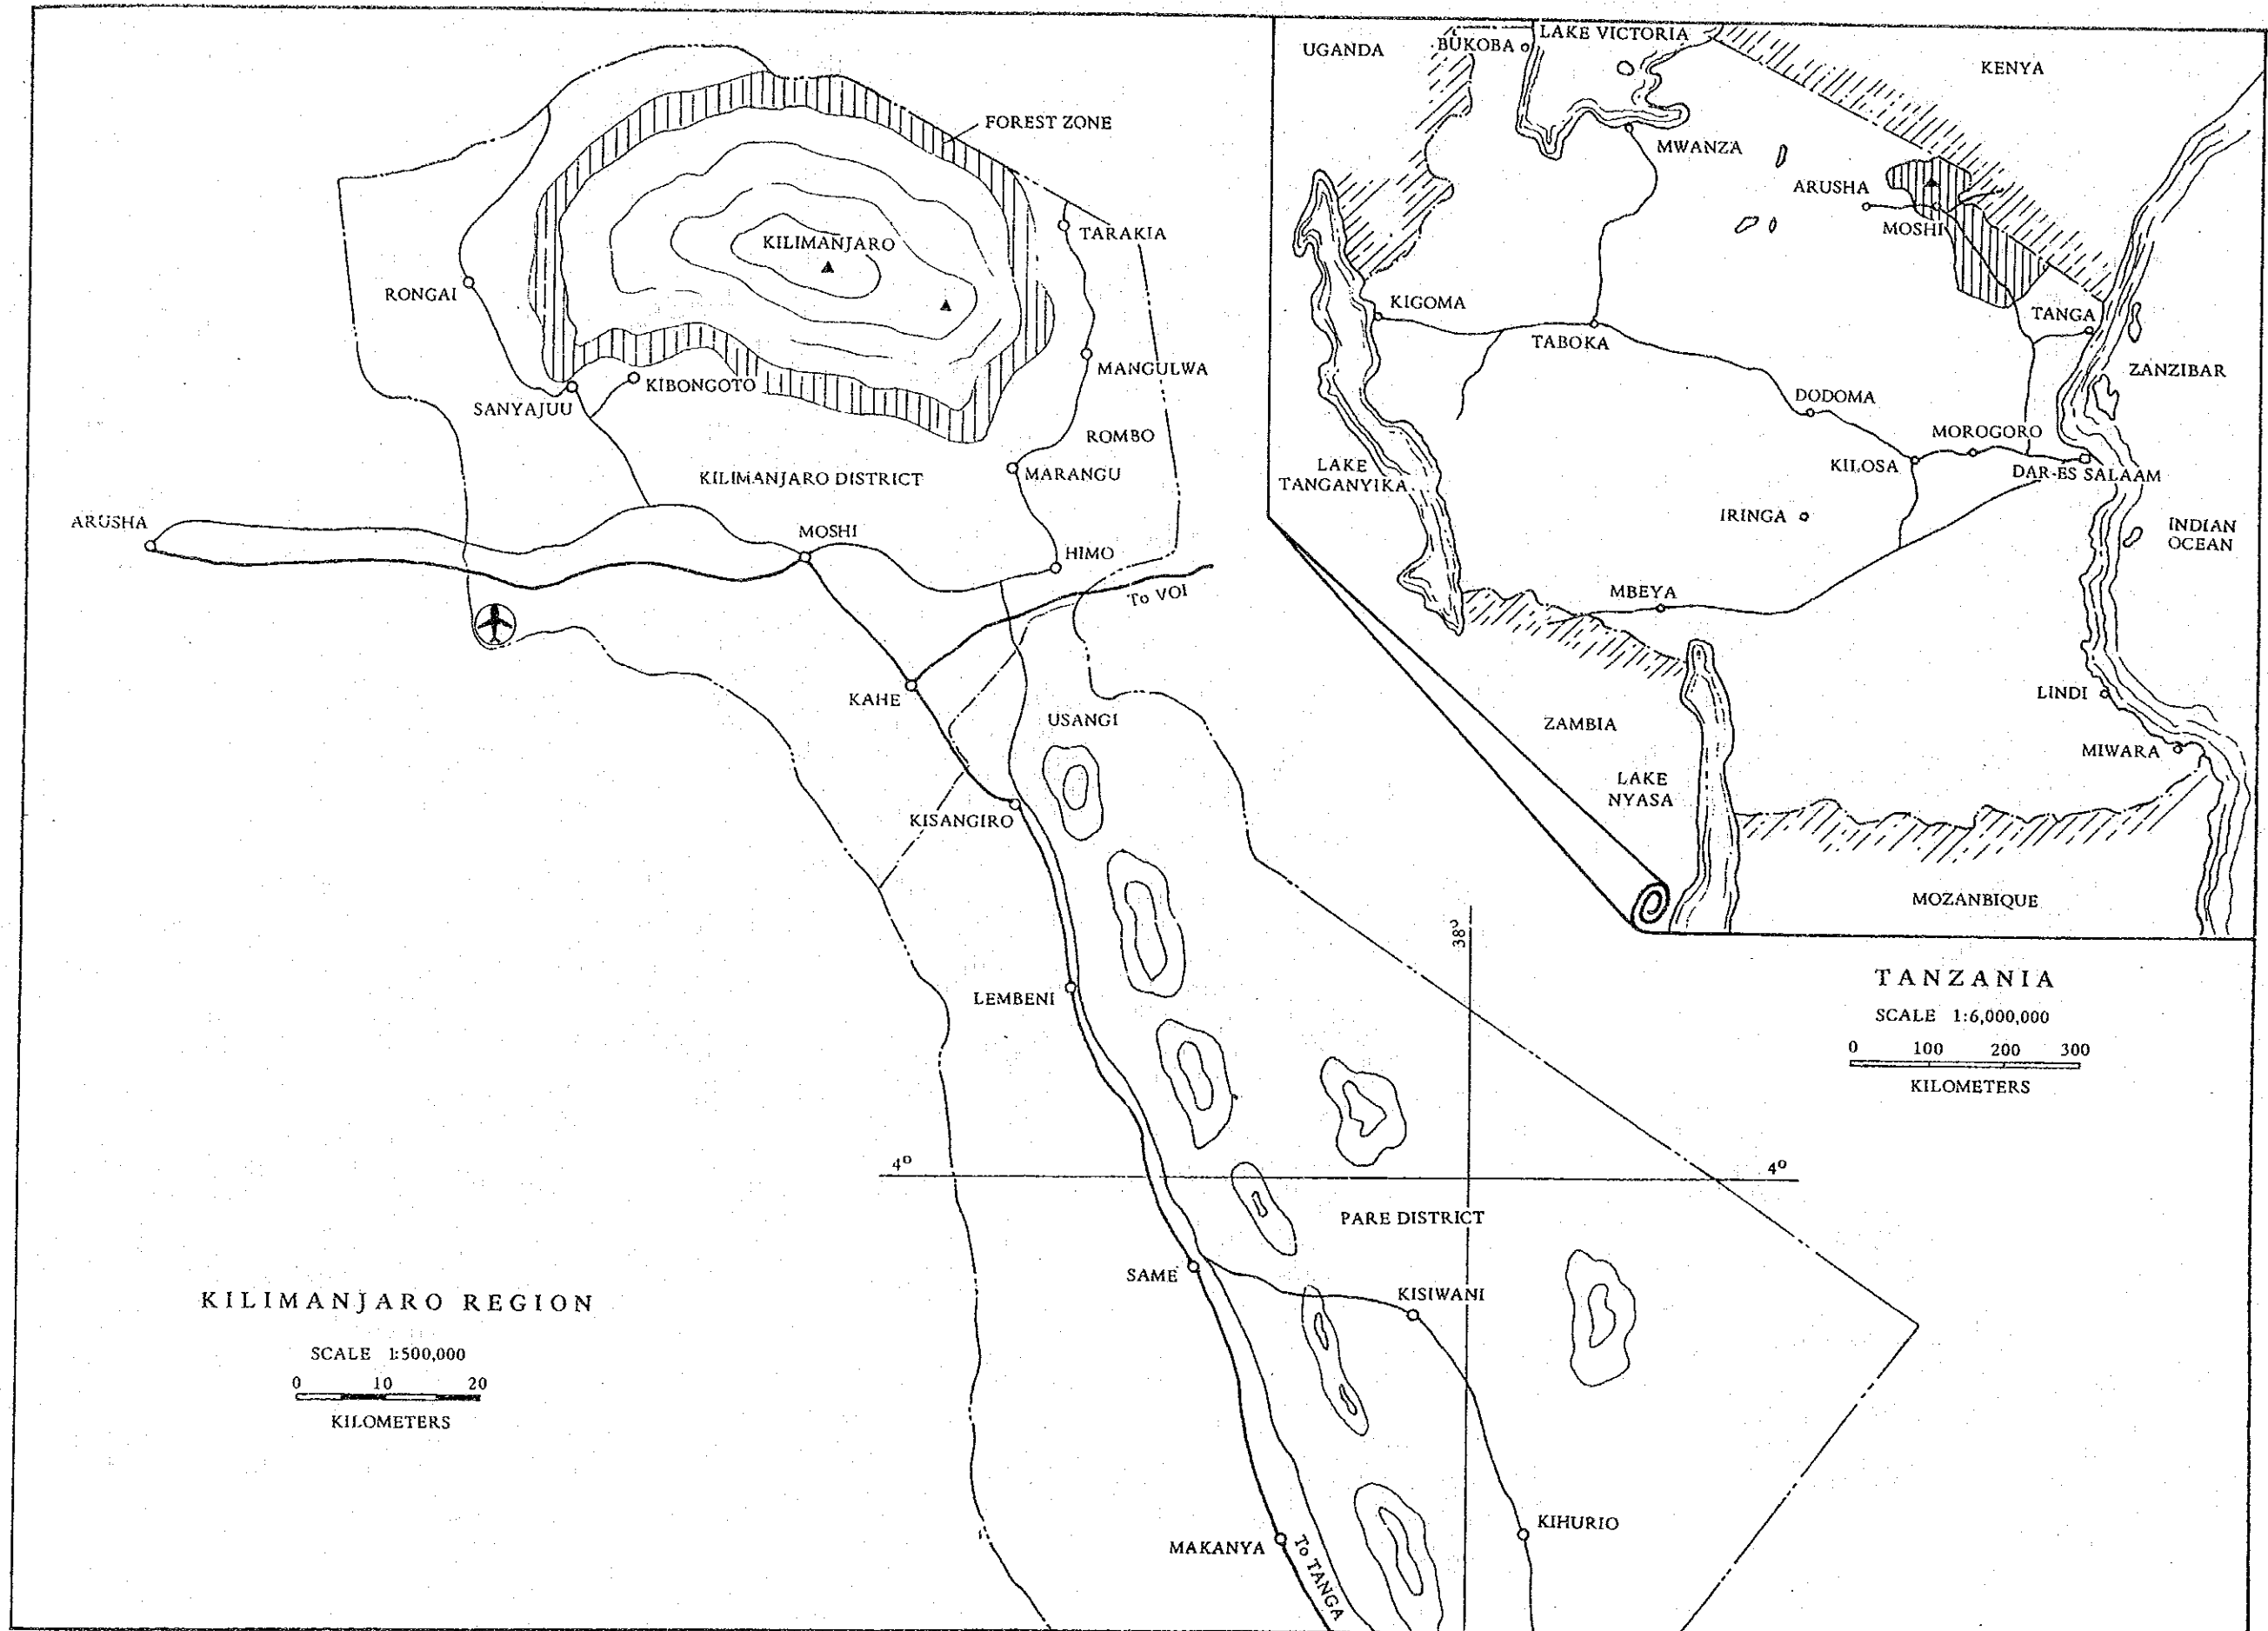 FOREST ZONE
KILIMANJARO
TARAKIA
RONGAI
MANGULWA
KIBONGOTO
SANYAJUU
ROMBO
KILIMANJARO DISTRICT
MARANGU
ARUSHA
MOSHI
HIMO
To VOI
KAHE
USANGI
KISANGIRO
LEMBENI
38°
4°
4°
PARE DISTRICT
SAME
KISIWANI
MAKANYA
To TANGA
KIHURIO
KILIMANJARO REGION
SCALE 1:500,000
0 10 20
KILOMETERS
UGANDA
BUKOBA
LAKE VICTORIA
KENYA
MWANZA
ARUSHA
MOSHI
KIGOMA
TABOKA
TANGA
ZANZIBAR
DODOMA
MOROGORO
KILOSA
DAR-ES SALAAM
LAKE
TANGANYIKA
IRINGA
INDIAN
OCEAN
MBEYA
LINDI
ZAMBIA
MIWARA
LAKE
NYASA
MOZANBIQUE
TANZANIA
SCALE 1:6,000,000
0 100 200 300
KILOMETERS